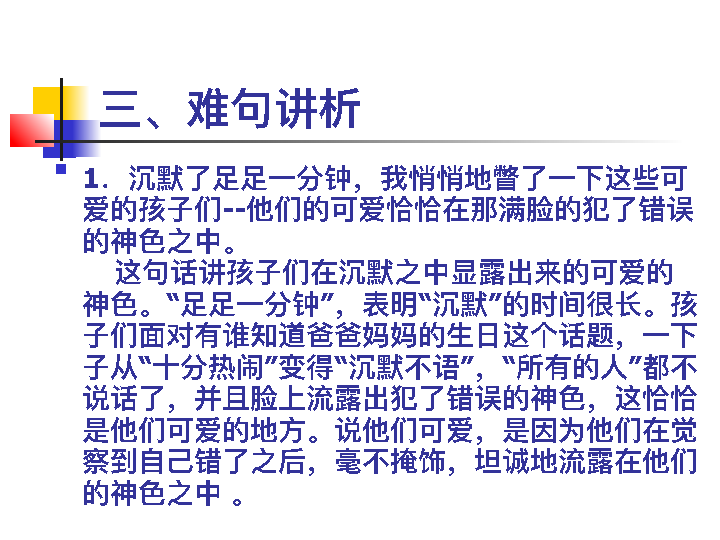 三、难句讲析
1．沉默了足足一分钟，我悄悄地瞥了一下这些可
爱的孩子们--他们的可爱恰恰在那满脸的犯了错误
的神色之中。
这句话讲孩子们在沉默之中显露出来的可爱的
神色。“足足一分钟”，表明“沉默”的时间很长。孩
子们面对有谁知道爸爸妈妈的生日这个话题，一下
子从“十分热闹”变得“沉默不语”，“所有的人”都不
说话了，并且脸上流露出犯了错误的神色，这恰恰
是他们可爱的地方。说他们可爱，是因为他们在觉
察到自己错了之后，毫不掩饰，坦诚地流露在他们
的神色之中 。